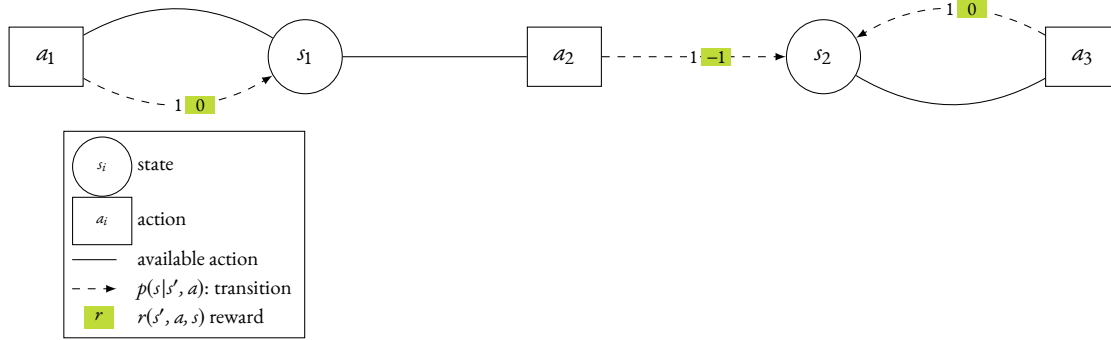 a₁
s₁
a₂
s₂
a₃
1 0
1 −1
1 0
sᵢ state
aᵢ action
available action
p(s|s′, a): transition
r r(s′, a, s) reward